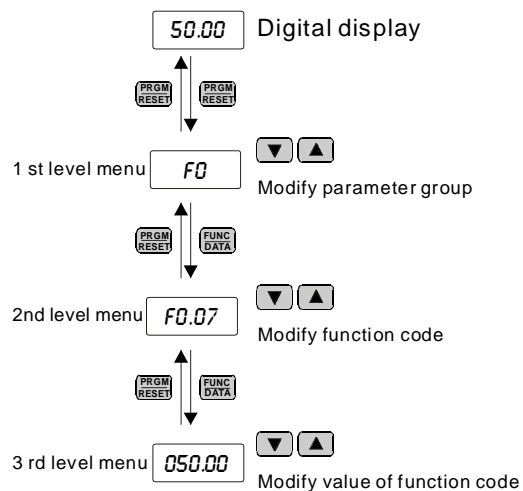 50.00 Digital display
PRGM PRGM
RESET RESET
1 st level menu F0
Modify parameter group
PRGM FUNC
RESET DATA
2nd level menu F0.07
Modify function code
PRGM FUNC
RESET DATA
3 rd level menu 050.00
Modify value of function code